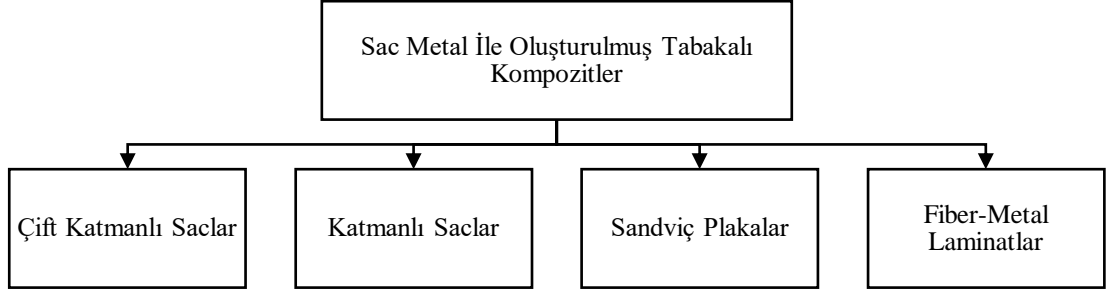 Sac Metal İle Oluşturulmuş Tabakalı
Kompozitler
Çift Katmanlı Saclar
Katmanlı Saclar
Sandviç Plakalar
Fiber-Metal
Laminatlar